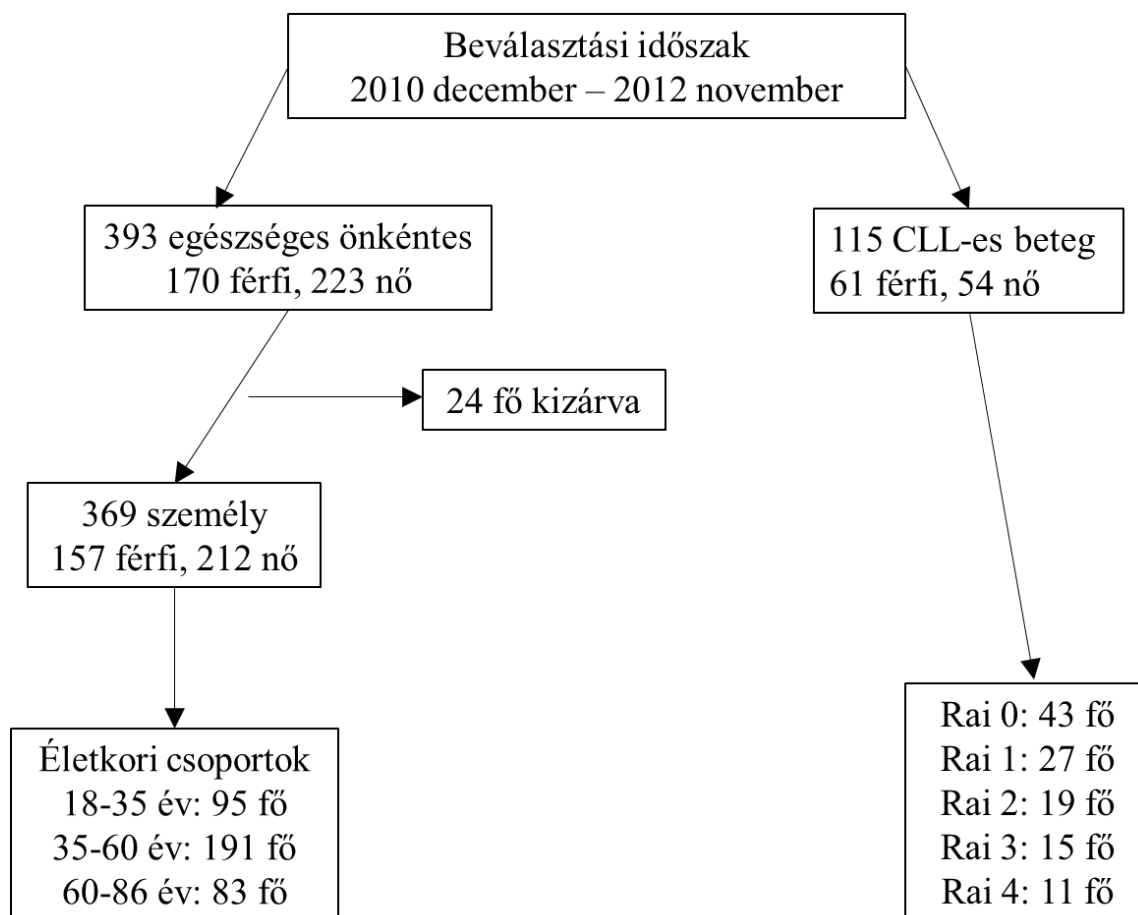 Beválasztási időszak
2010 december – 2012 november
393 egészséges önkéntes
170 férfi, 223 nő
115 CLL-es beteg
61 férfi, 54 nő
24 fő kizárva
369 személy
157 férfi, 212 nő
Életkori csoportok
18-35 év: 95 fő
35-60 év: 191 fő
60-86 év: 83 fő
Rai 0: 43 fő
Rai 1: 27 fő
Rai 2: 19 fő
Rai 3: 15 fő
Rai 4: 11 fő